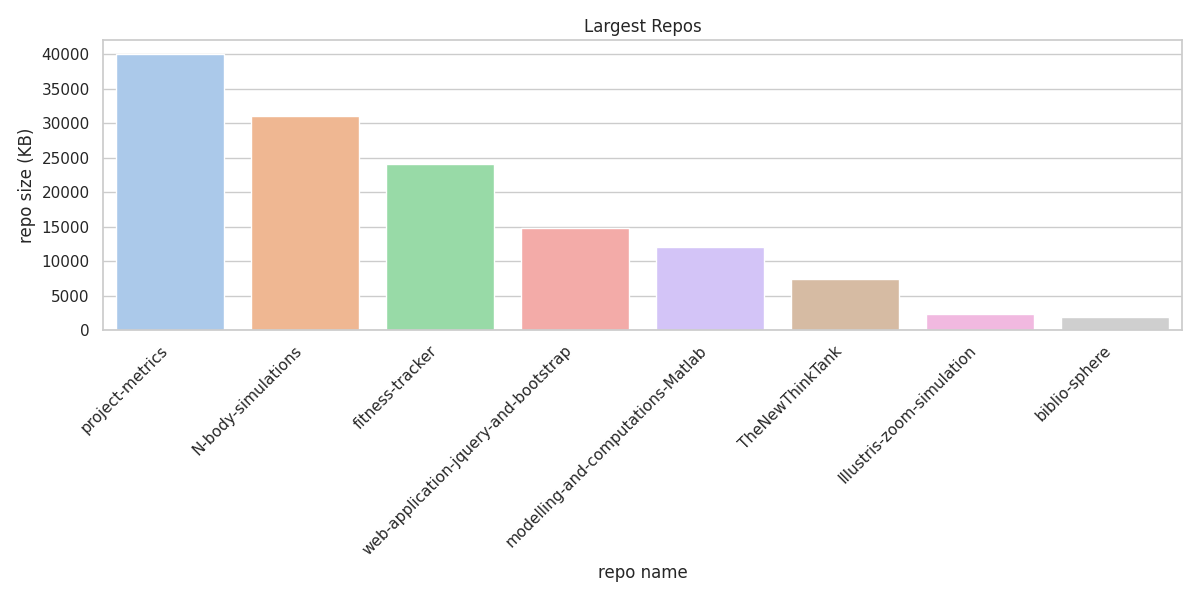 Largest Repos
repo size (KB)
40000
35000
30000
25000
20000
15000
10000
5000
0
project-metrics
N-body-simulations
fitness-tracker
web-application-jquery-and-bootstrap
modelling-and-computations-Matlab
TheNewThinkTank
Illustris-zoom-simulation
biblio-sphere
repo name